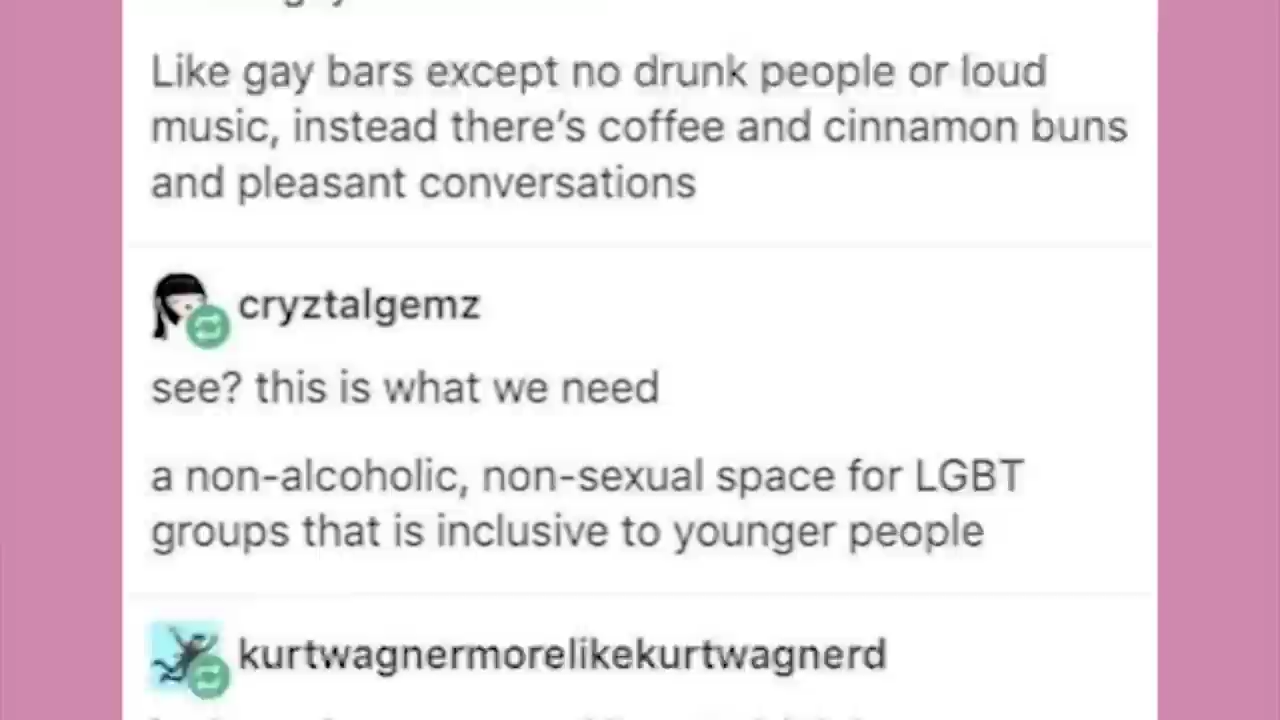 Like gay bars except no drunk people or loud
music, instead there’s coffee and cinnamon buns
and pleasant conversations
cryztalgemz
see? this is what we need
a non-alcoholic, non-sexual space for LGBT
groups that is inclusive to younger people
kurtwagnermorelikekurtwagnerd